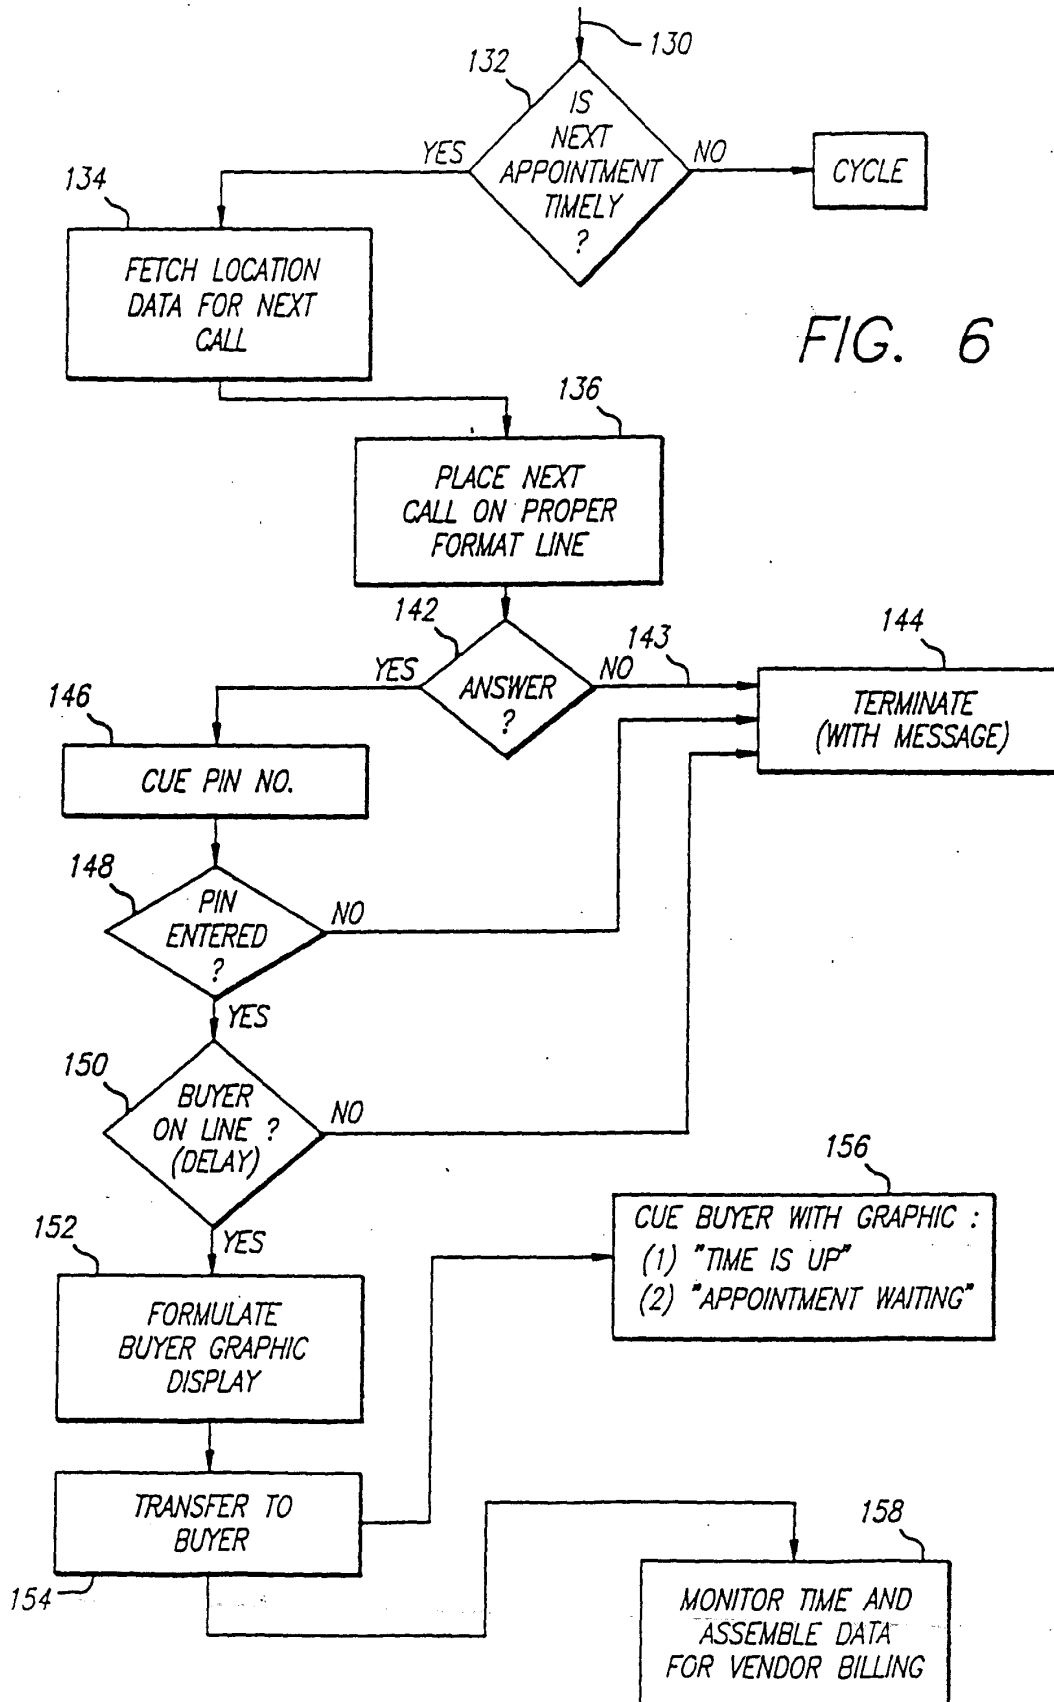 130
132
IS
NEXT
APPOINTMENT
TIMELY
?
YES
NO
CYCLE
134
FETCH LOCATION
DATA FOR NEXT
CALL
FIG. 6
136
PLACE NEXT
CALL ON PROPER
FORMAT LINE
142
ANSWER
?
YES
NO
143
144
TERMINATE
(WITH MESSAGE)
146
CUE PIN NO.
148
PIN
ENTERED
?
NO
YES
150
BUYER
ON LINE ?
(DELAY)
NO
YES
152
FORMULATE
BUYER GRAPHIC
DISPLAY
156
CUE BUYER WITH GRAPHIC :
(1) "TIME IS UP"
(2) "APPOINTMENT WAITING"
TRANSFER TO
BUYER
154
158
MONITOR TIME AND
ASSEMBLE DATA
FOR VENDOR BILLING